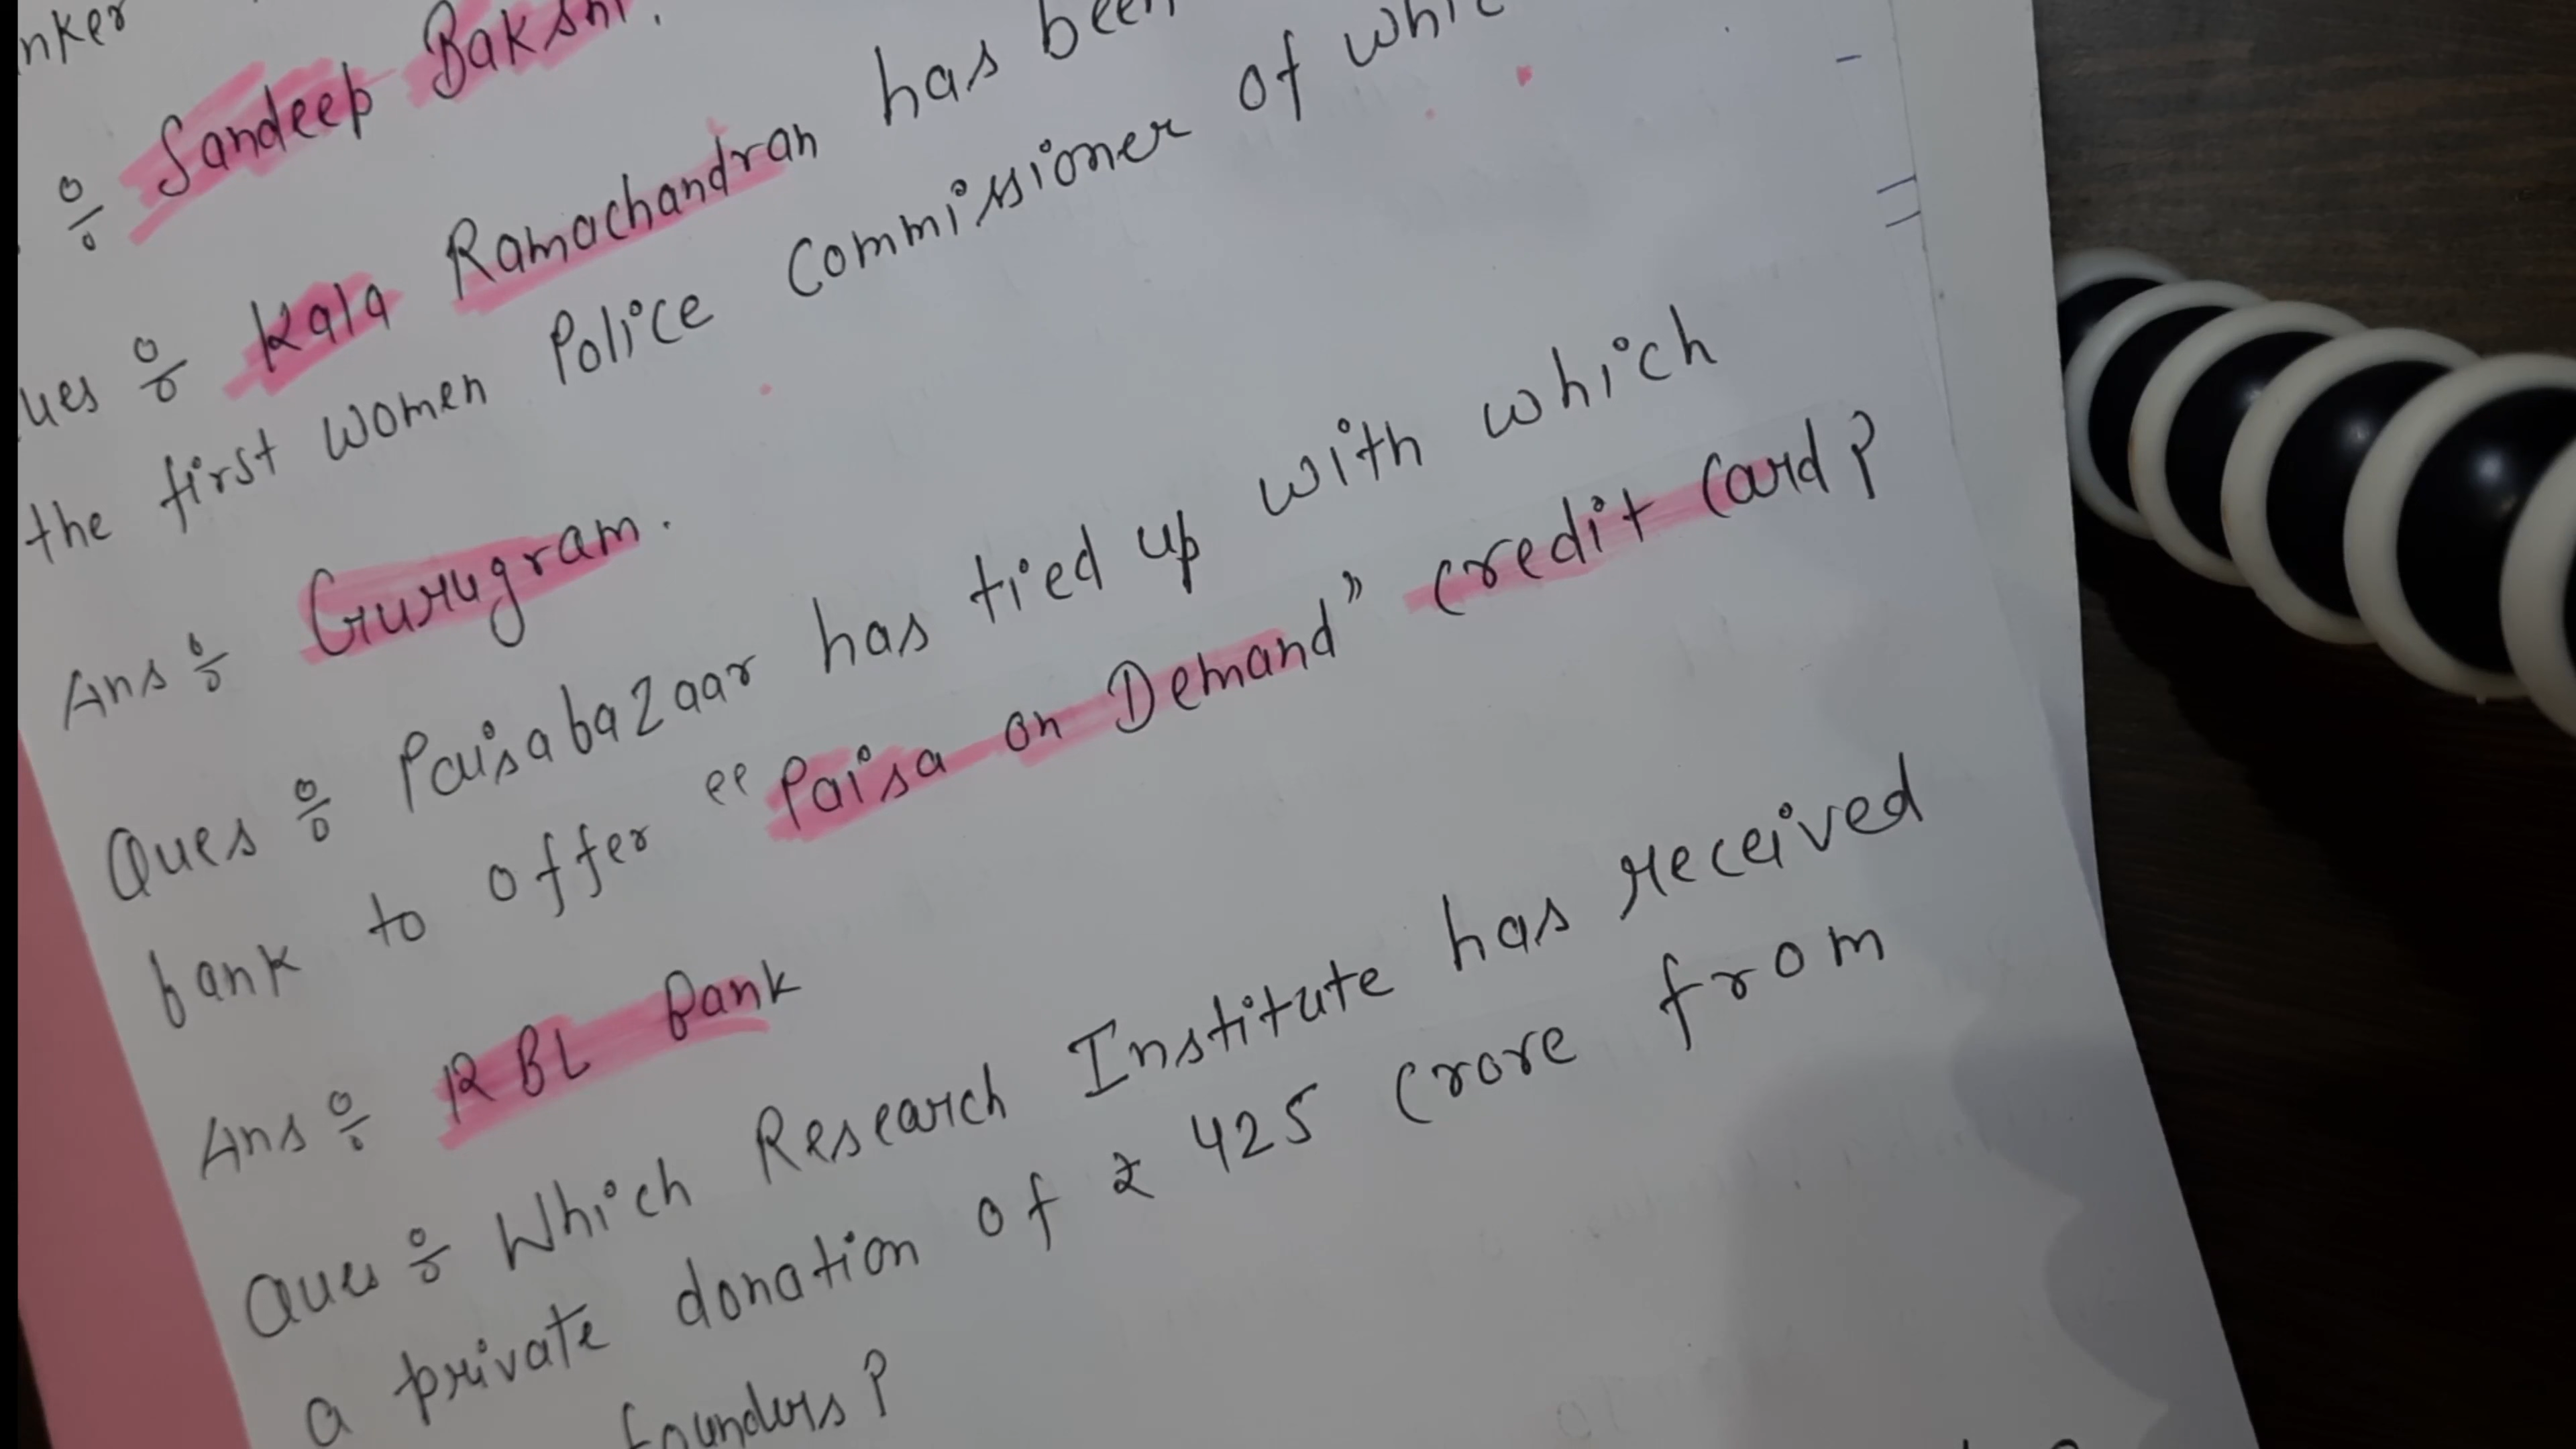 nker
÷ Sandeep Bakshi.
ues ÷ Kala Ramachandran has been
the first women Police Commissioner of whic
Ans ÷ Gurugram.
Ques ÷ Paisabazaar has tied up with which
bank to offer "Paisa on Demand" credit card?
Ans ÷ RBL Bank
Ques ÷ Which Research Institute has received
a private donation of ₹ 425 Crore from
founders?